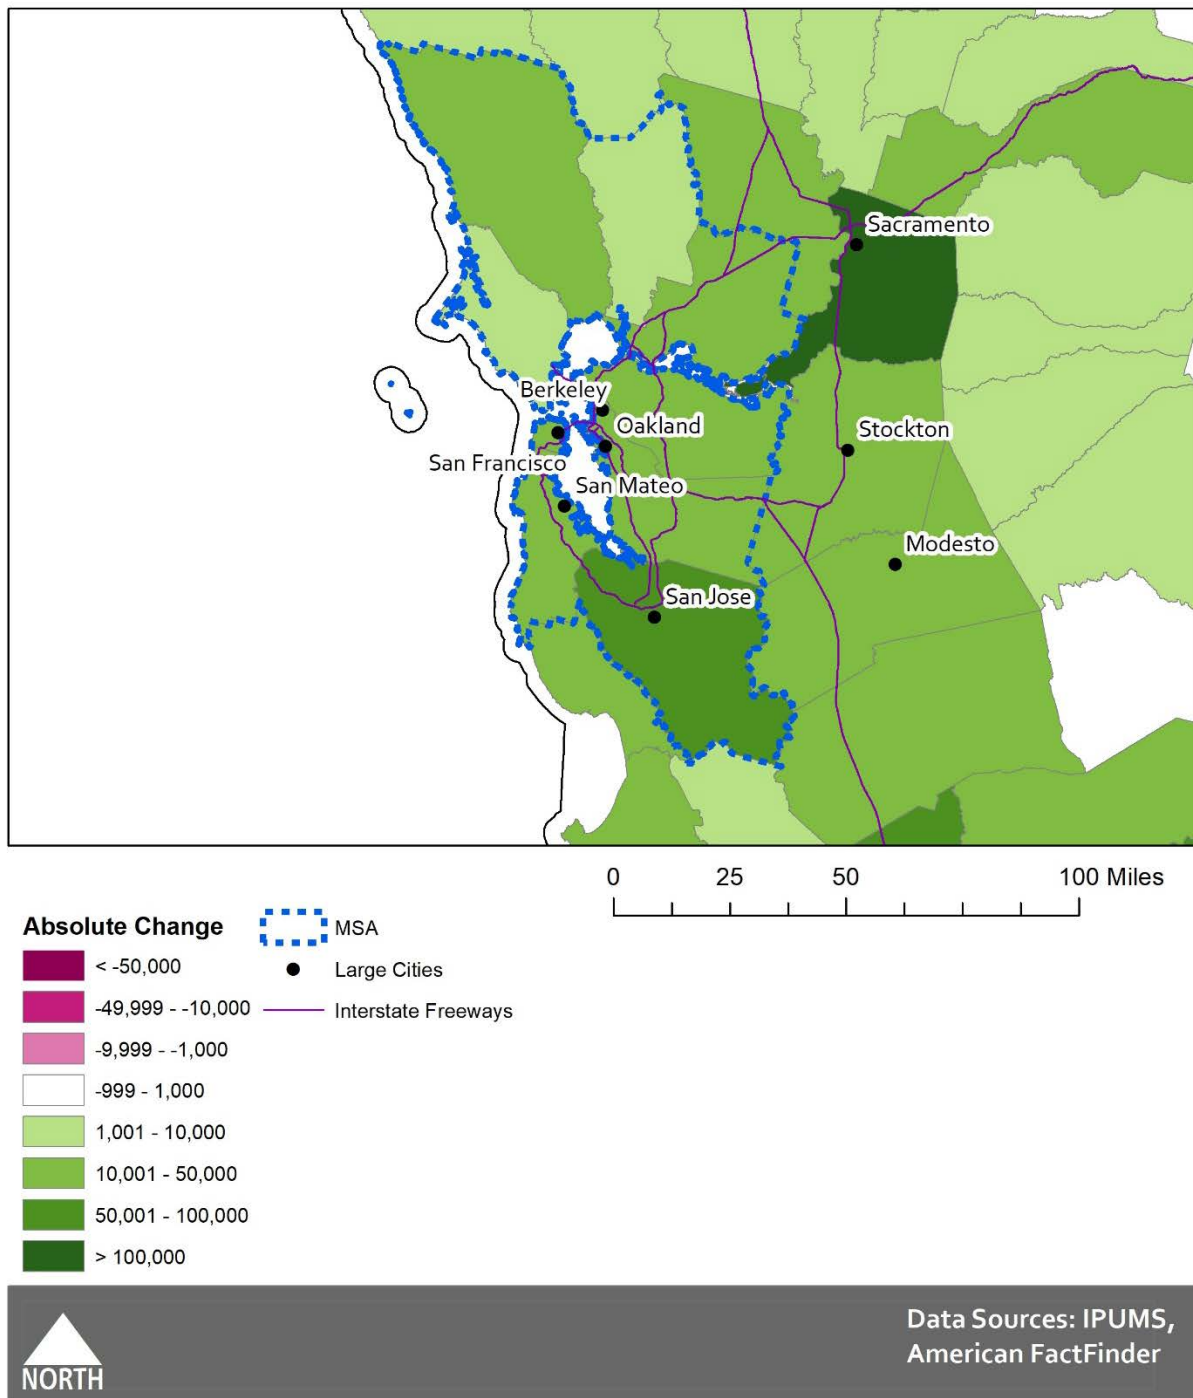 Sacramento
Berkeley
Oakland
Stockton
San Francisco
San Mateo
Modesto
San Jose
0 25 50 100 Miles
Absolute Change
MSA
< -50,000
Large Cities
-49,999 - -10,000
Interstate Freeways
-9,999 - -1,000
-999 - 1,000
1,001 - 10,000
10,001 - 50,000
50,001 - 100,000
> 100,000
Data Sources: IPUMS,
American FactFinder
NORTH